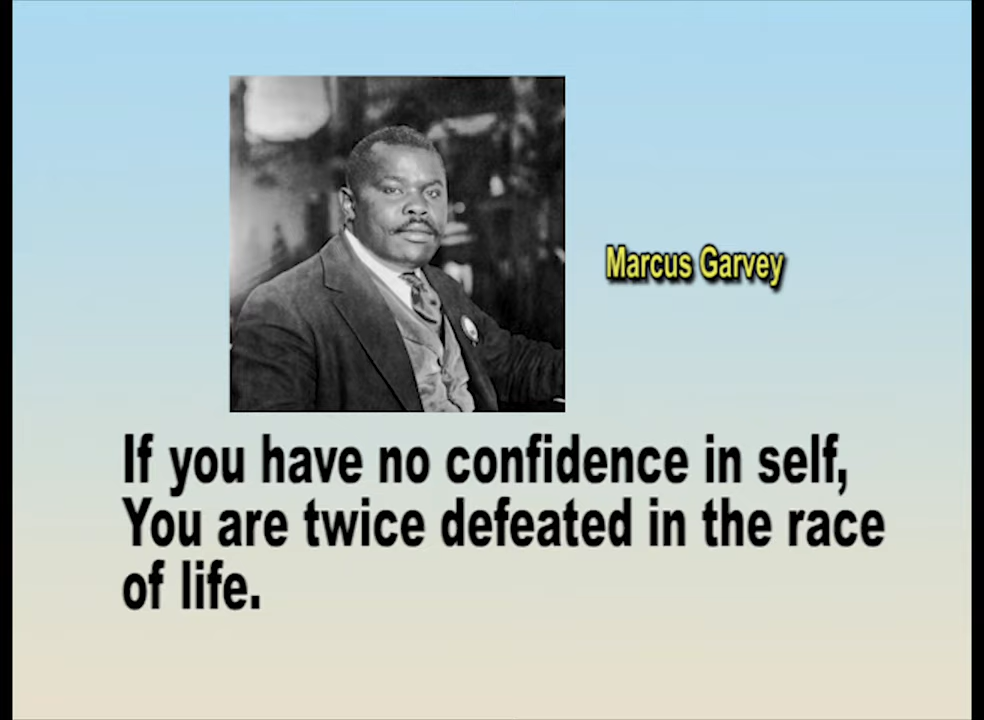 Marcus Garvey
If you have no confidence in self,
You are twice defeated in the race
of life.